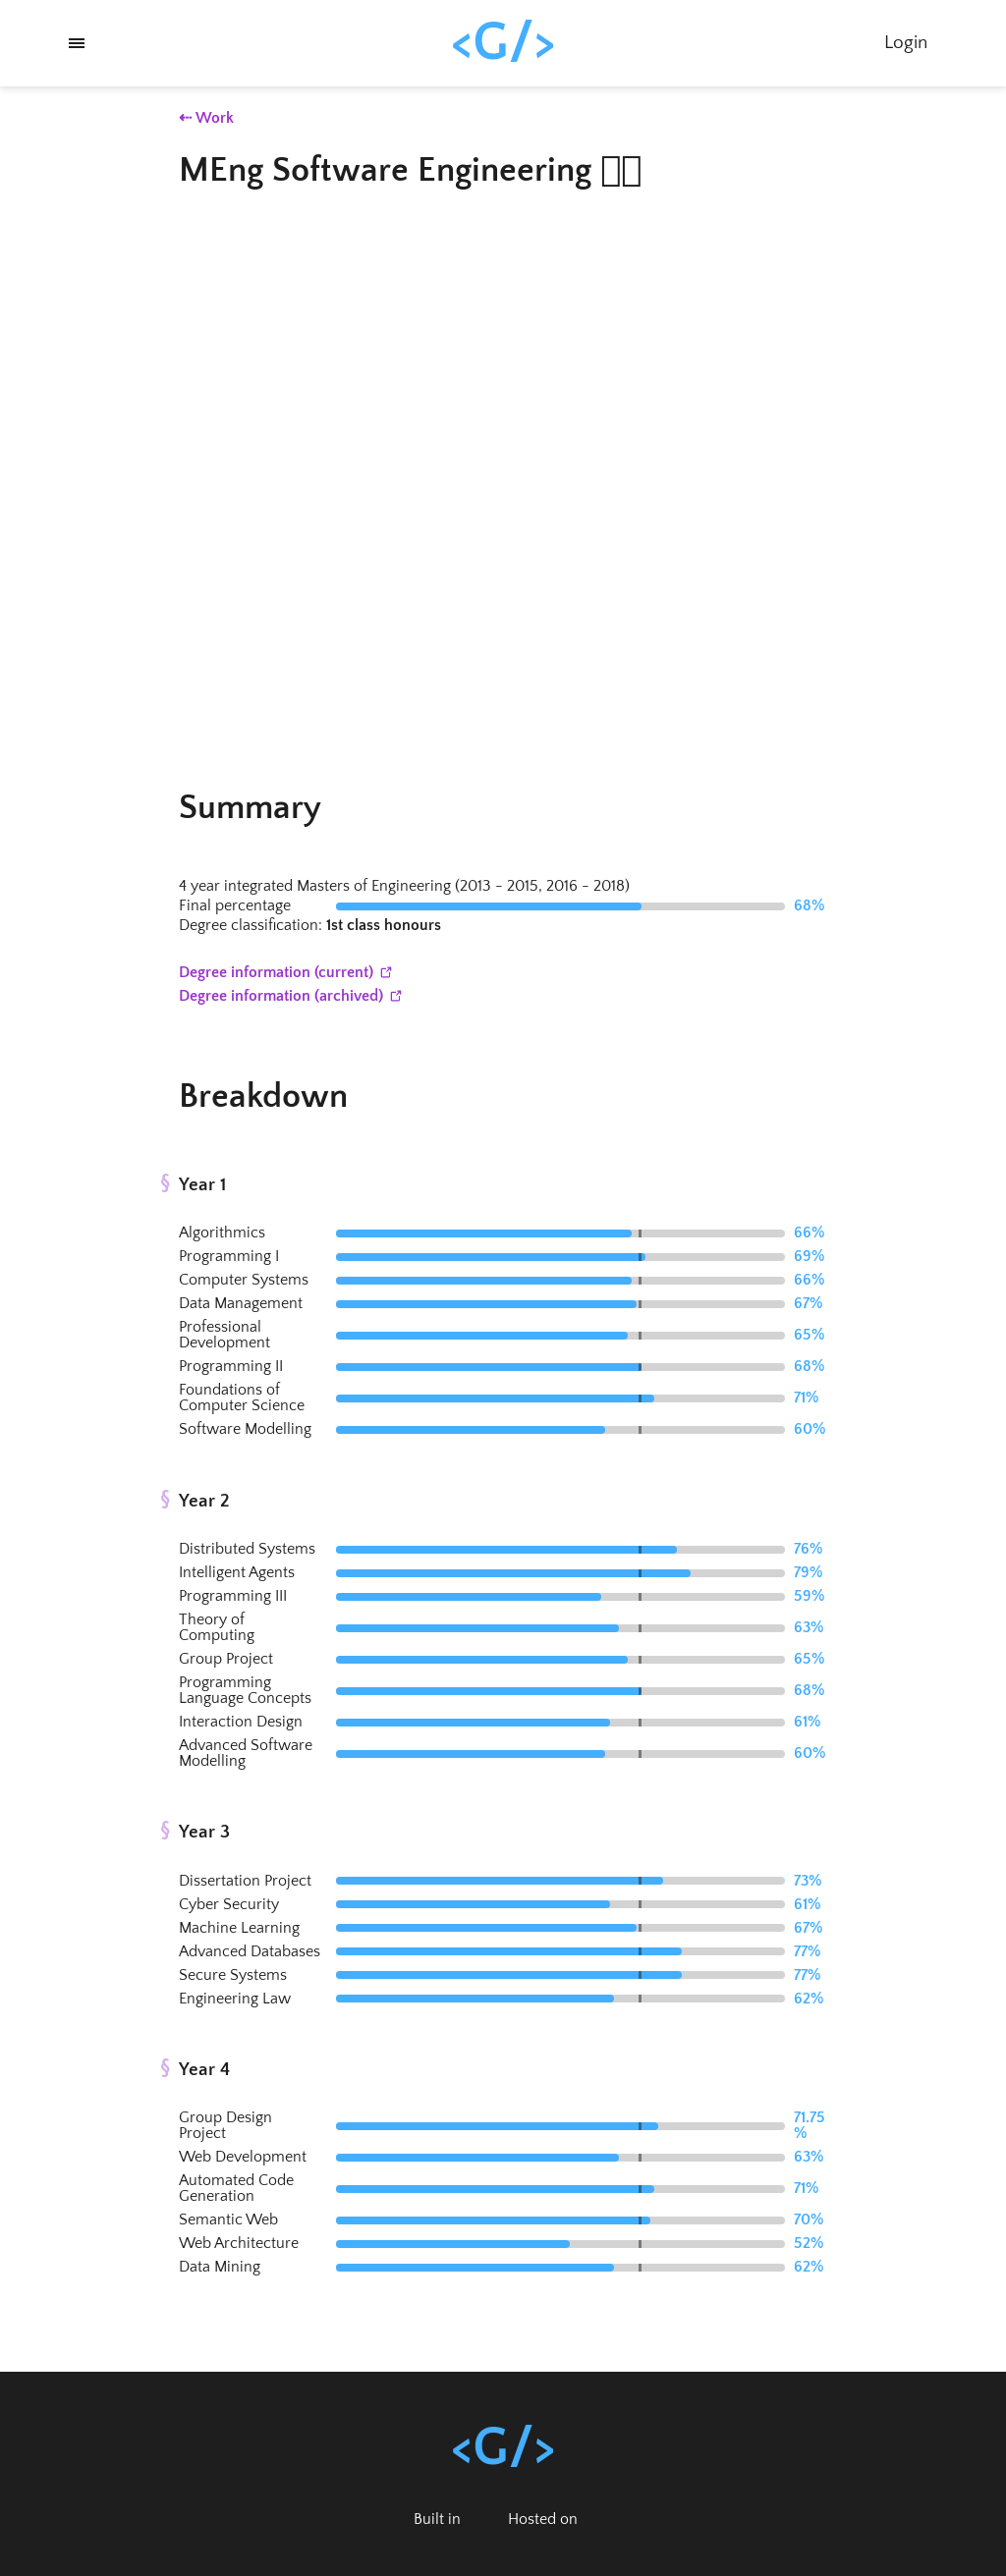 <G/>
Login
⇠ Work
MEng Software Engineering
Summary
4 year integrated Masters of Engineering (2013 - 2015, 2016 - 2018)
Final percentage 68%
Degree classification: 1st class honours
Degree information (current)
Degree information (archived)
Breakdown
§ Year 1
Algorithmics 66%
Programming I 69%
Computer Systems 66%
Data Management 67%
Professional
Development 65%
Programming II 68%
Foundations of
Computer Science 71%
Software Modelling 60%
§ Year 2
Distributed Systems 76%
Intelligent Agents 79%
Programming III 59%
Theory of
Computing 63%
Group Project 65%
Programming
Language Concepts 68%
Interaction Design 61%
Advanced Software
Modelling 60%
§ Year 3
Dissertation Project 73%
Cyber Security 61%
Machine Learning 67%
Advanced Databases 77%
Secure Systems 77%
Engineering Law 62%
§ Year 4
Group Design 71.75
Project %
Web Development 63%
Automated Code
Generation 71%
Semantic Web 70%
Web Architecture 52%
Data Mining 62%
<G/>
Built in Hosted on